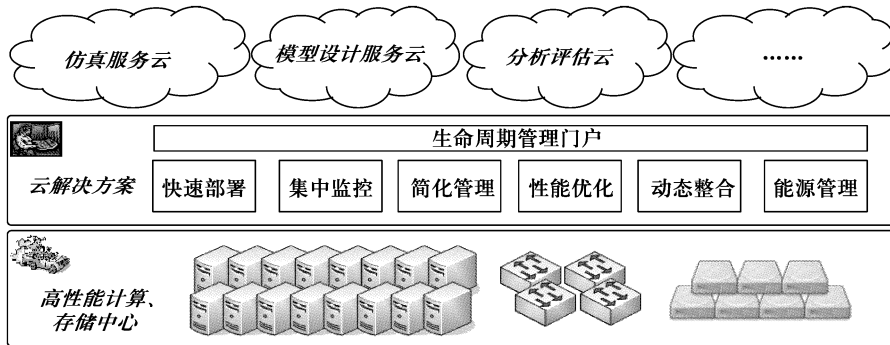 仿真服务云
模型设计服务云
分析评估云
……
生命周期管理门户
云解决方案
快速部署
集中监控
简化管理
性能优化
动态整合
能源管理
高性能计算、
存储中心